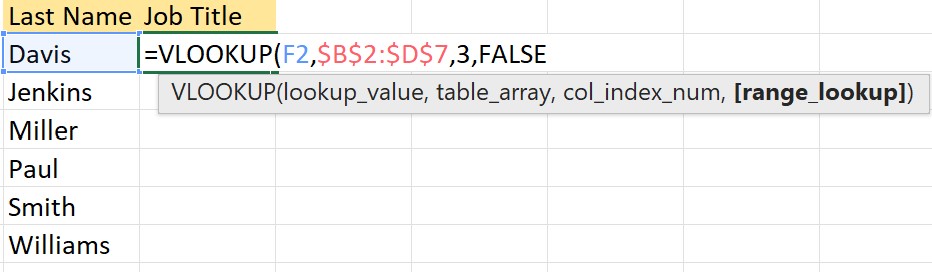 Last Name Job Title
Davis =VLOOKUP(F2,$B$2:$D$7,3,FALSE
VLOOKUP(lookup_value, table_array, col_index_num, [range_lookup])
Jenkins
Miller
Paul
Smith
Williams